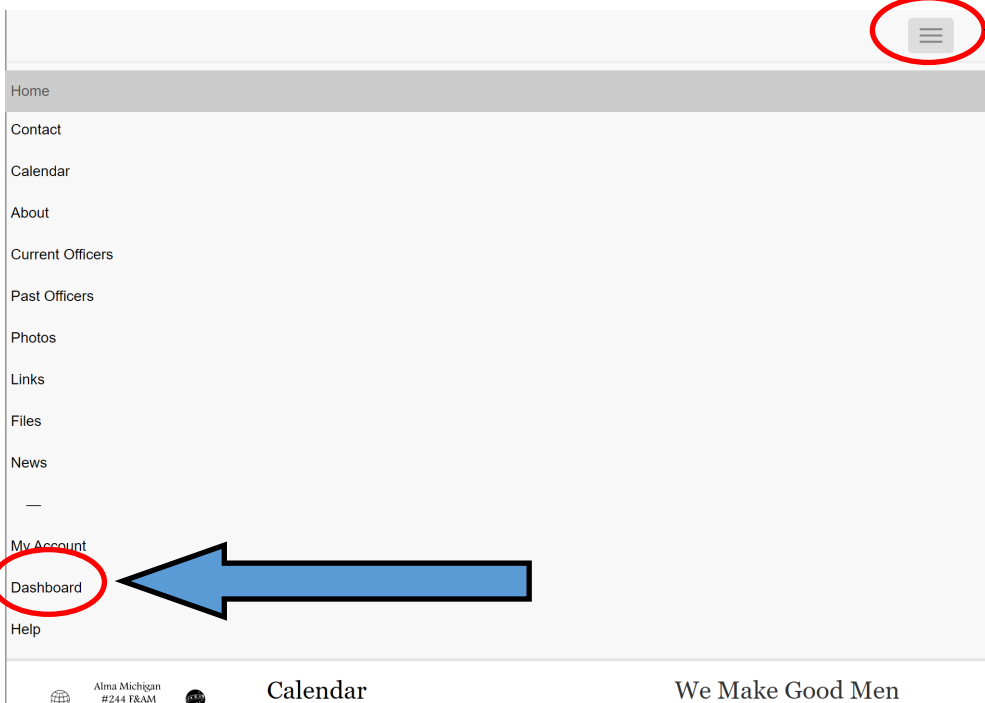 Home
Contact
Calendar
About
Current Officers
Past Officers
Photos
Links
Files
News
—
My Account
Dashboard
Help
Alma Michigan
#244 F&AM
Calendar
We Make Good Men